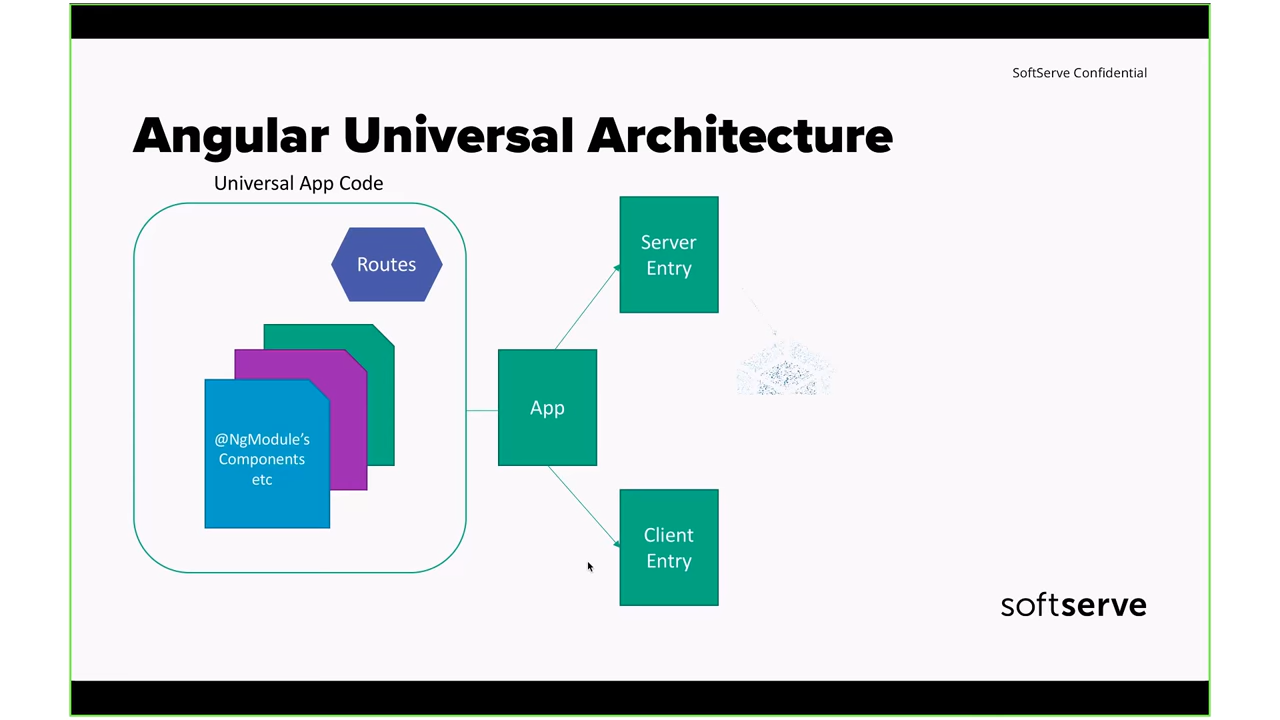 SoftServe Confidential
Angular Universal Architecture
Universal App Code
Routes
@NgModule's
Components
etc
App
Server
Entry
Client
Entry
softserve